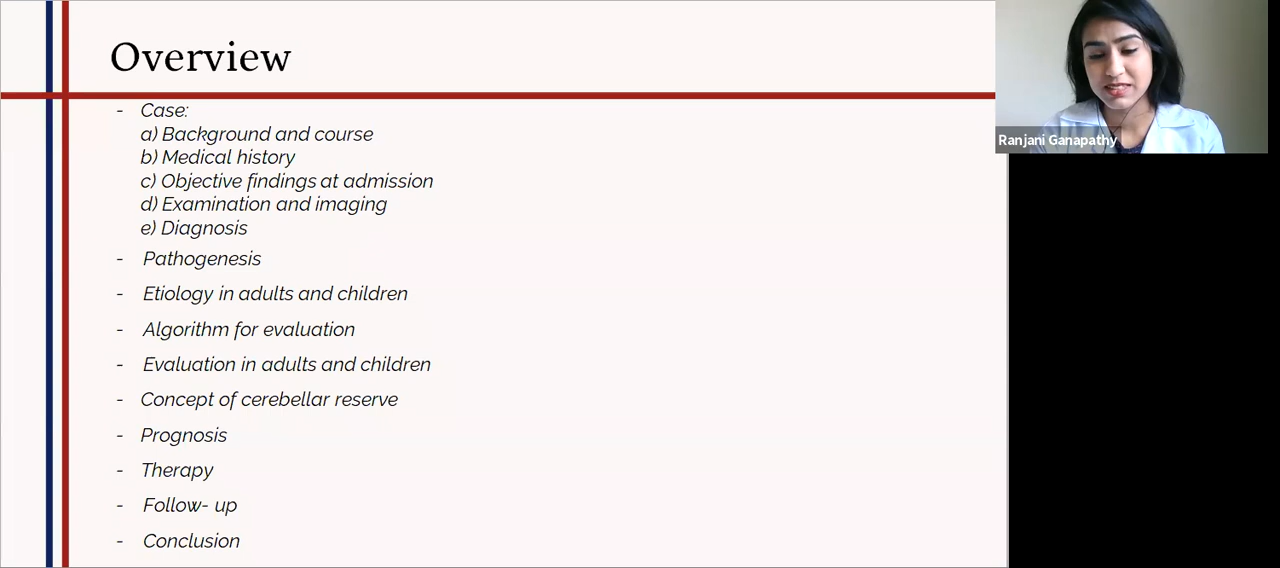 Overview
- Case:
a) Background and course
b) Medical history
c) Objective findings at admission
d) Examination and imaging
e) Diagnosis
- Pathogenesis
- Etiology in adults and children
- Algorithm for evaluation
- Evaluation in adults and children
- Concept of cerebellar reserve
- Prognosis
- Therapy
- Follow- up
- Conclusion
Ranjani Ganapathy